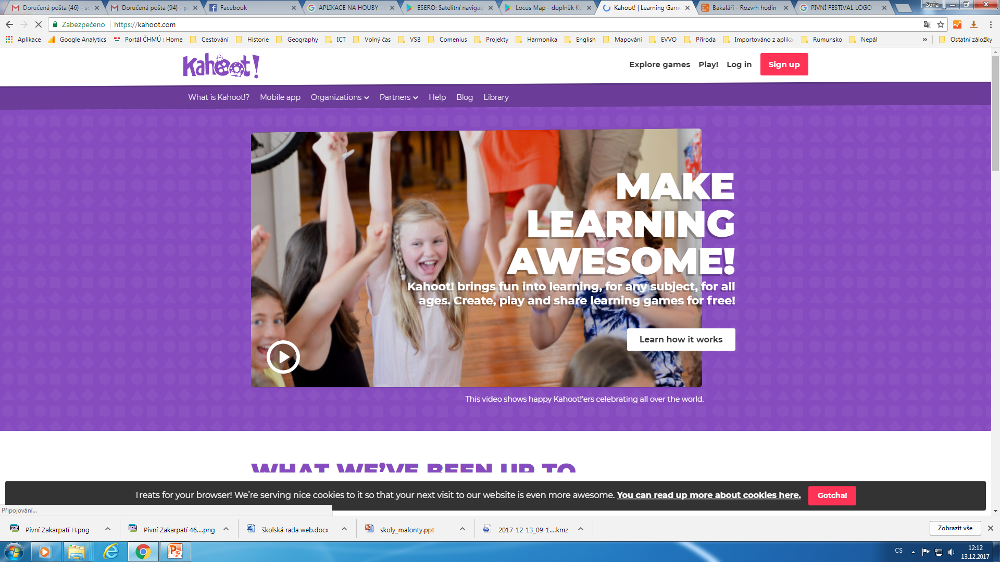 Doručená pošta (46) - so
Doručená pošta (94) - p
Facebook
APLIKACE NA HOUBY -
ESERO: Satelitní navigac
Locus Map - doplněk Ko
Kahoot! | Learning Gam
Bakaláři - Rozvrh hodin
PIVNÍ FESTIVAL LOGO -
Soňa
Zabezpečeno
https://kahoot.com
Aplikace
Google Analytics
Portál ČHMÚ : Home
Cestování
Historie
Geography
ICT
Volný čas
VSB
Comenius
Projekty
Harmonika
English
Mapování
EVVO
Příroda
Importováno z aplika
Rumunsko
Nepál
»
Ostatní záložky
Kahoot!
Explore games
Play!
Log in
Sign up
What is Kahoot!?
Mobile app
Organizations
Partners
Help
Blog
Library
MAKE
LEARNING
AWESOME!
Kahoot! brings fun into learning, for any subject, for all
ages. Create, play and share learning games for free!
Learn how it works
This video shows happy Kahoot!'ers celebrating all over the world.
WHAT WE'VE BEEN UP TO
Treats for your browser! We're serving nice cookies to it so that your next visit to our website is even more awesome. You can read up more about cookies here.
Gotcha!
Připojování...
Pivní Zakarpatí H.png
Pivní Zakarpatí 46....png
školská rada web.docx
skoly_malonty.ppt
2017-12-13_09-1....kmz
Zobrazit vše
CS
12:12
13.12.2017